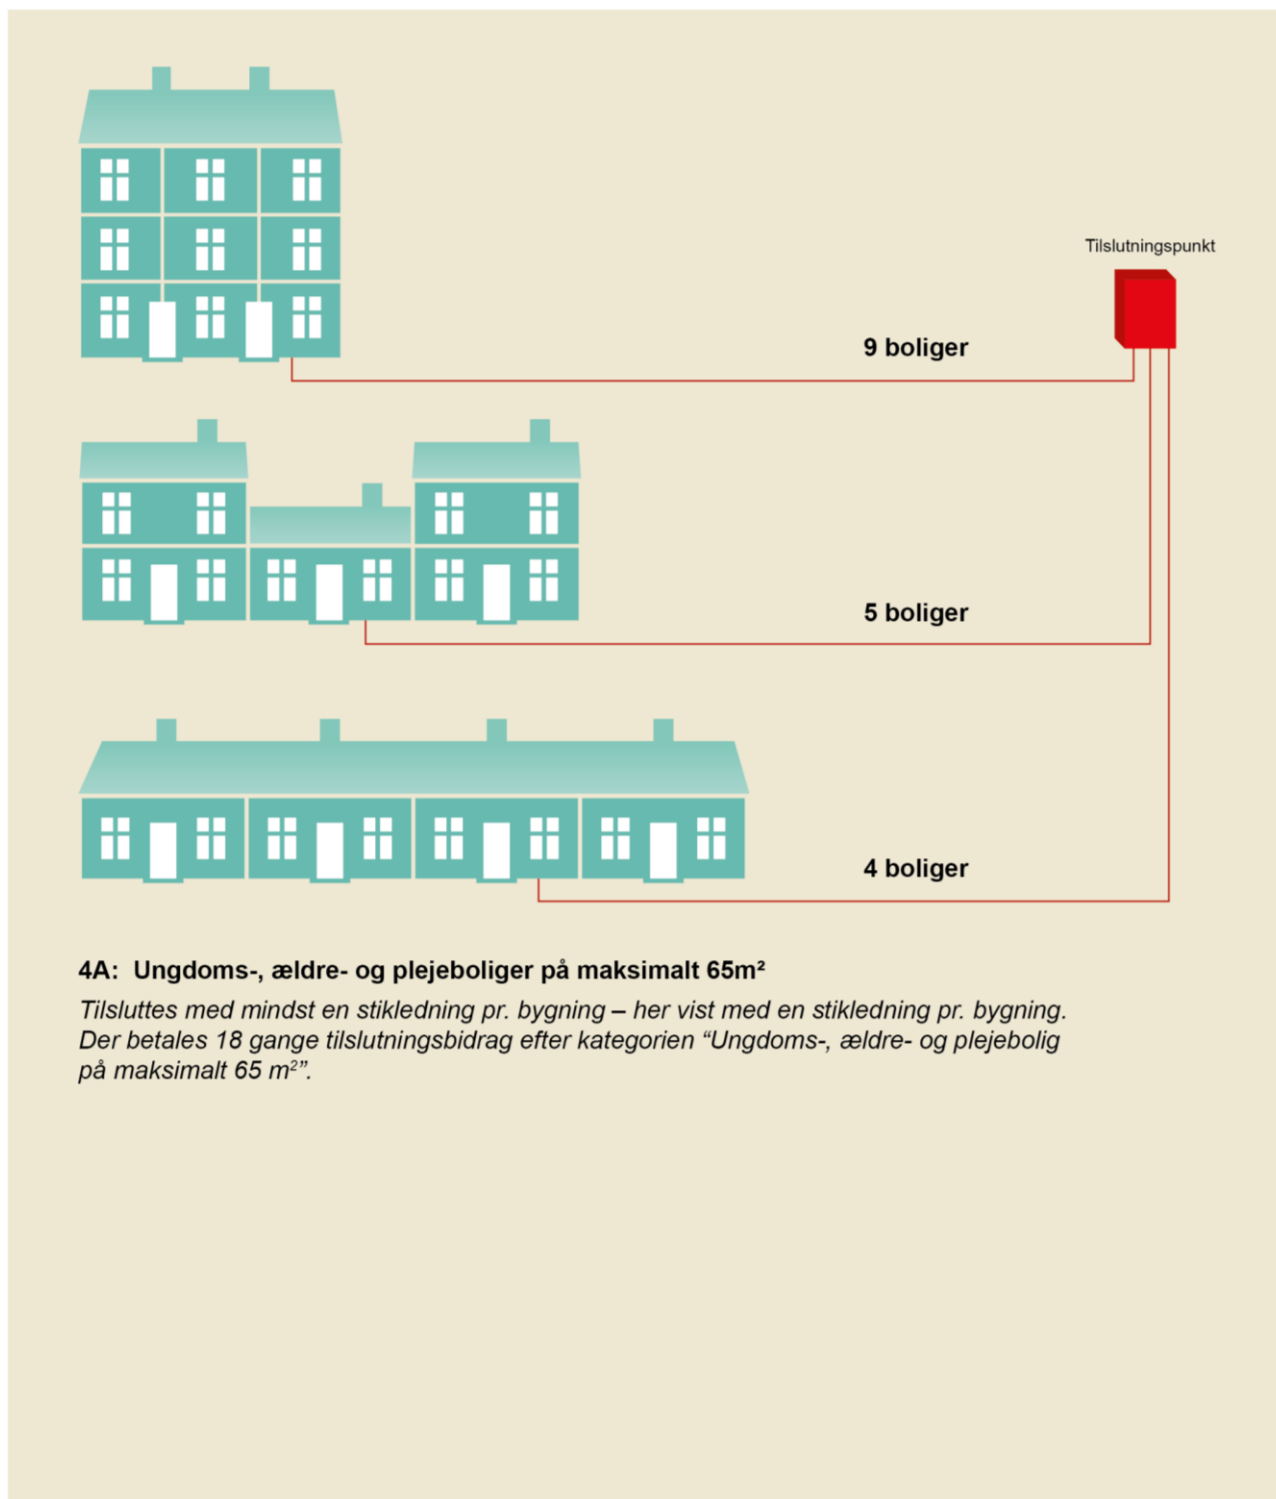 Tilslutningspunkt
9 boliger
5 boliger
4 boliger
4A: Ungdoms-, ældre- og plejeboliger på maksimalt 65m²
Tilsluttes med mindst en stikledning pr. bygning – her vist med en stikledning pr. bygning.
Der betales 18 gange tilslutningsbidrag efter kategorien “Ungdoms-, ældre- og plejebolig
på maksimalt 65 m²”.